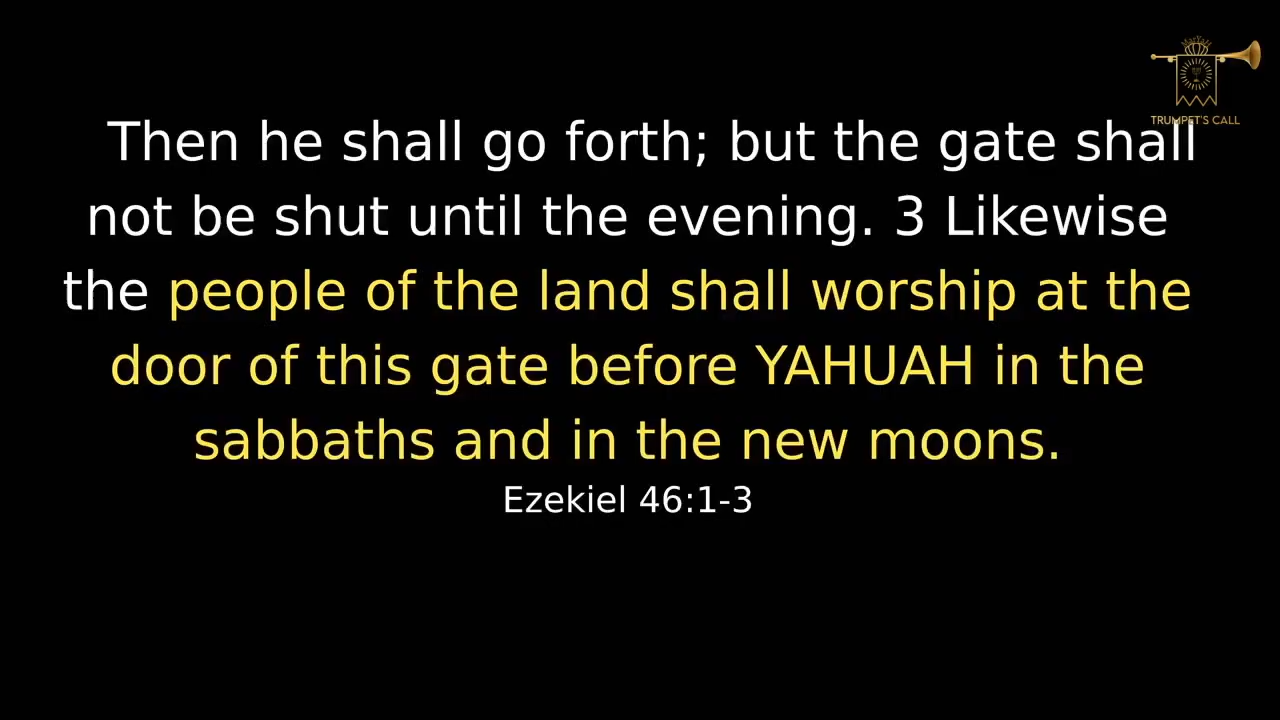 TRUMPET'S CALL
Then he shall go forth; but the gate shall
not be shut until the evening. 3 Likewise
the people of the land shall worship at the
door of this gate before YAHUAH in the
sabbaths and in the new moons.
Ezekiel 46:1-3